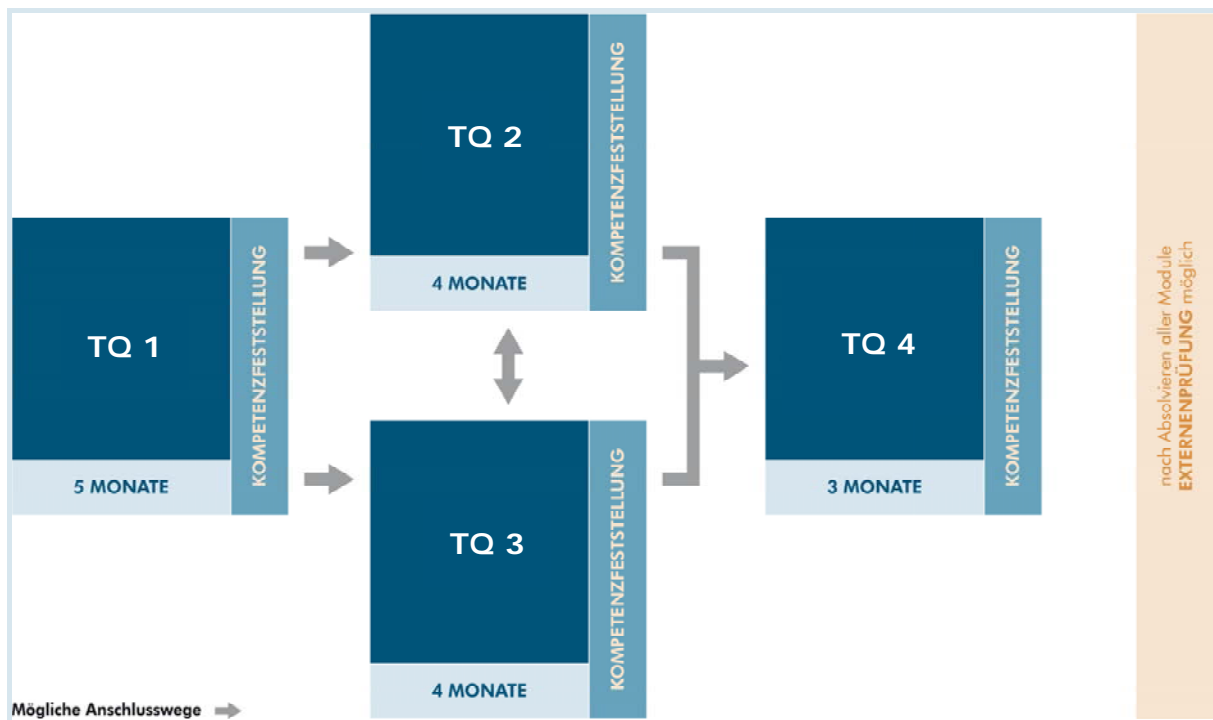 TQ 1
5 MONATE
KOMPETENZFESTSTELLUNG
TQ 2
4 MONATE
KOMPETENZFESTSTELLUNG
TQ 3
4 MONATE
KOMPETENZFESTSTELLUNG
TQ 4
3 MONATE
KOMPETENZFESTSTELLUNG
nach Absolvieren aller Module
EXTERNENPRÜFUNG möglich
Mögliche Anschlusswege